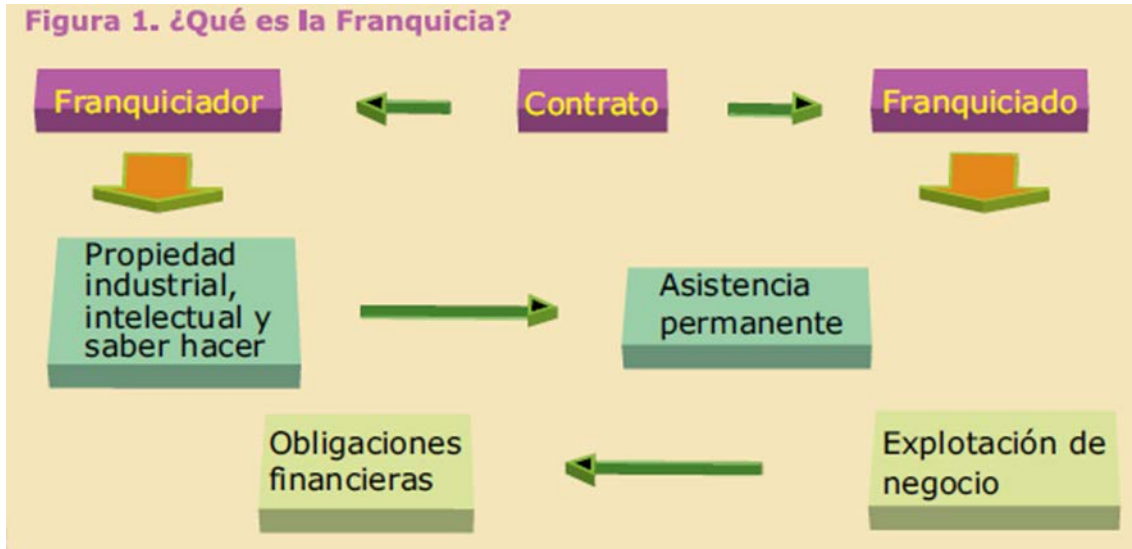 Figura 1. ¿Qué es la Franquicia?
Franquiciador
Contrato
Franquiciado
Propiedad
industrial,
intelectual y
saber hacer
Asistencia
permanente
Obligaciones
financieras
Explotación de
negocio